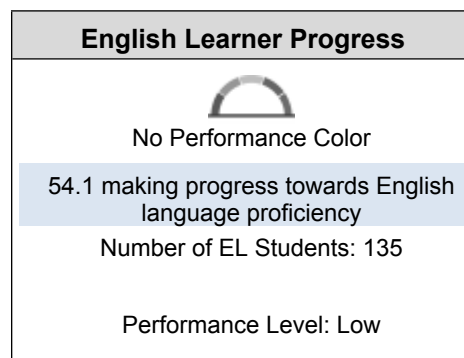 English Learner Progress
No Performance Color
54.1 making progress towards English
language proficiency
Number of EL Students: 135
Performance Level: Low